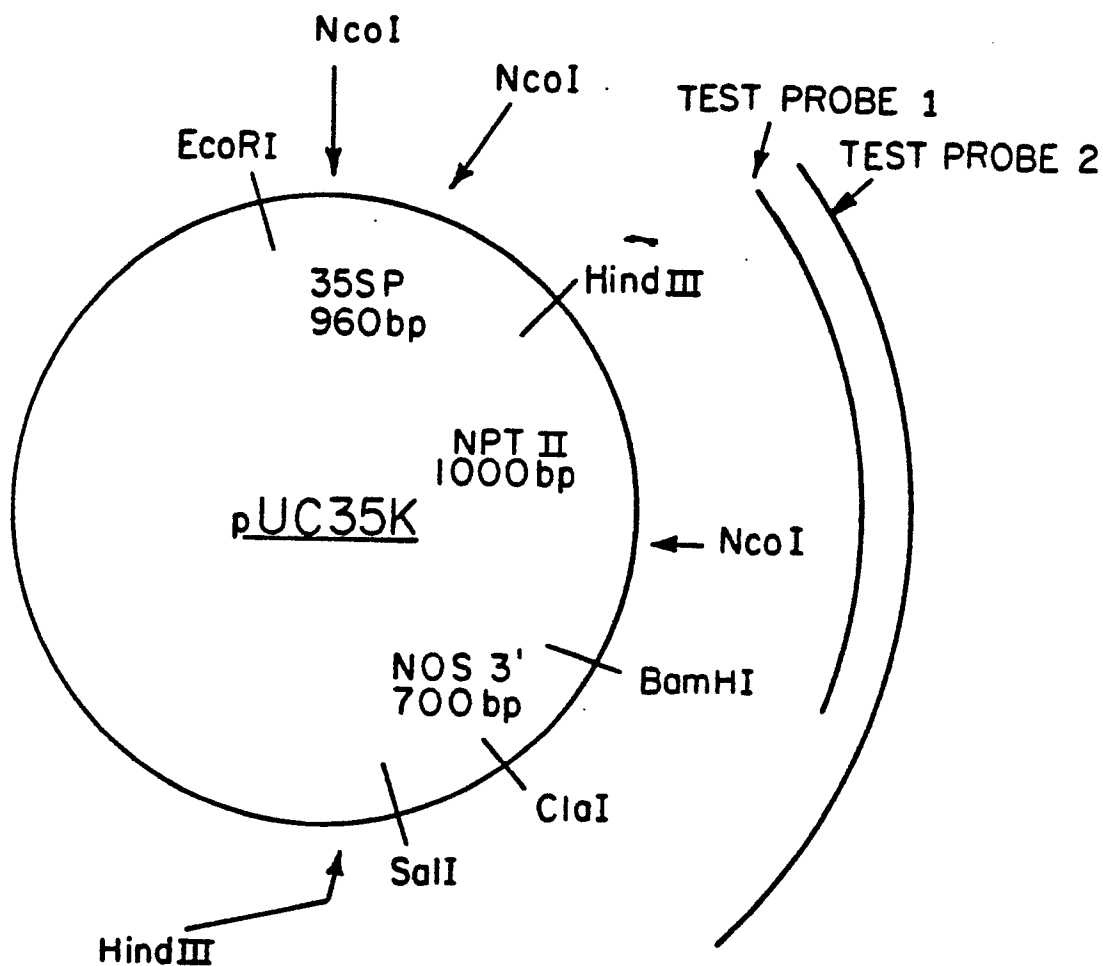 NcoI
NcoI
TEST PROBE 1
EcoRI
TEST PROBE 2
HindIII
35SP
960bp
NPT II
1000bp
pUC35K
NcoI
NOS 3'
700bp
BamHI
ClaI
SalI
HindIII